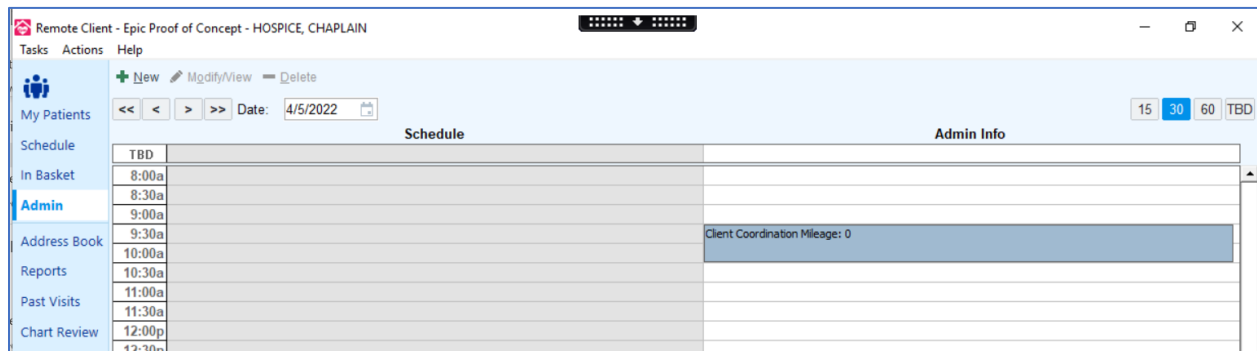 Remote Client - Epic Proof of Concept - HOSPICE, CHAPLAIN
Tasks Actions Help
New Modify/View Delete
<< < > >> Date: 4/5/2022 15 30 60 TBD
My Patients
Schedule
In Basket
Admin
Address Book
Reports
Past Visits
Chart Review
Schedule Admin Info
TBD
8:00a
8:30a
9:00a
9:30a Client Coordination Mileage: 0
10:00a
10:30a
11:00a
11:30a
12:00p
12:30p